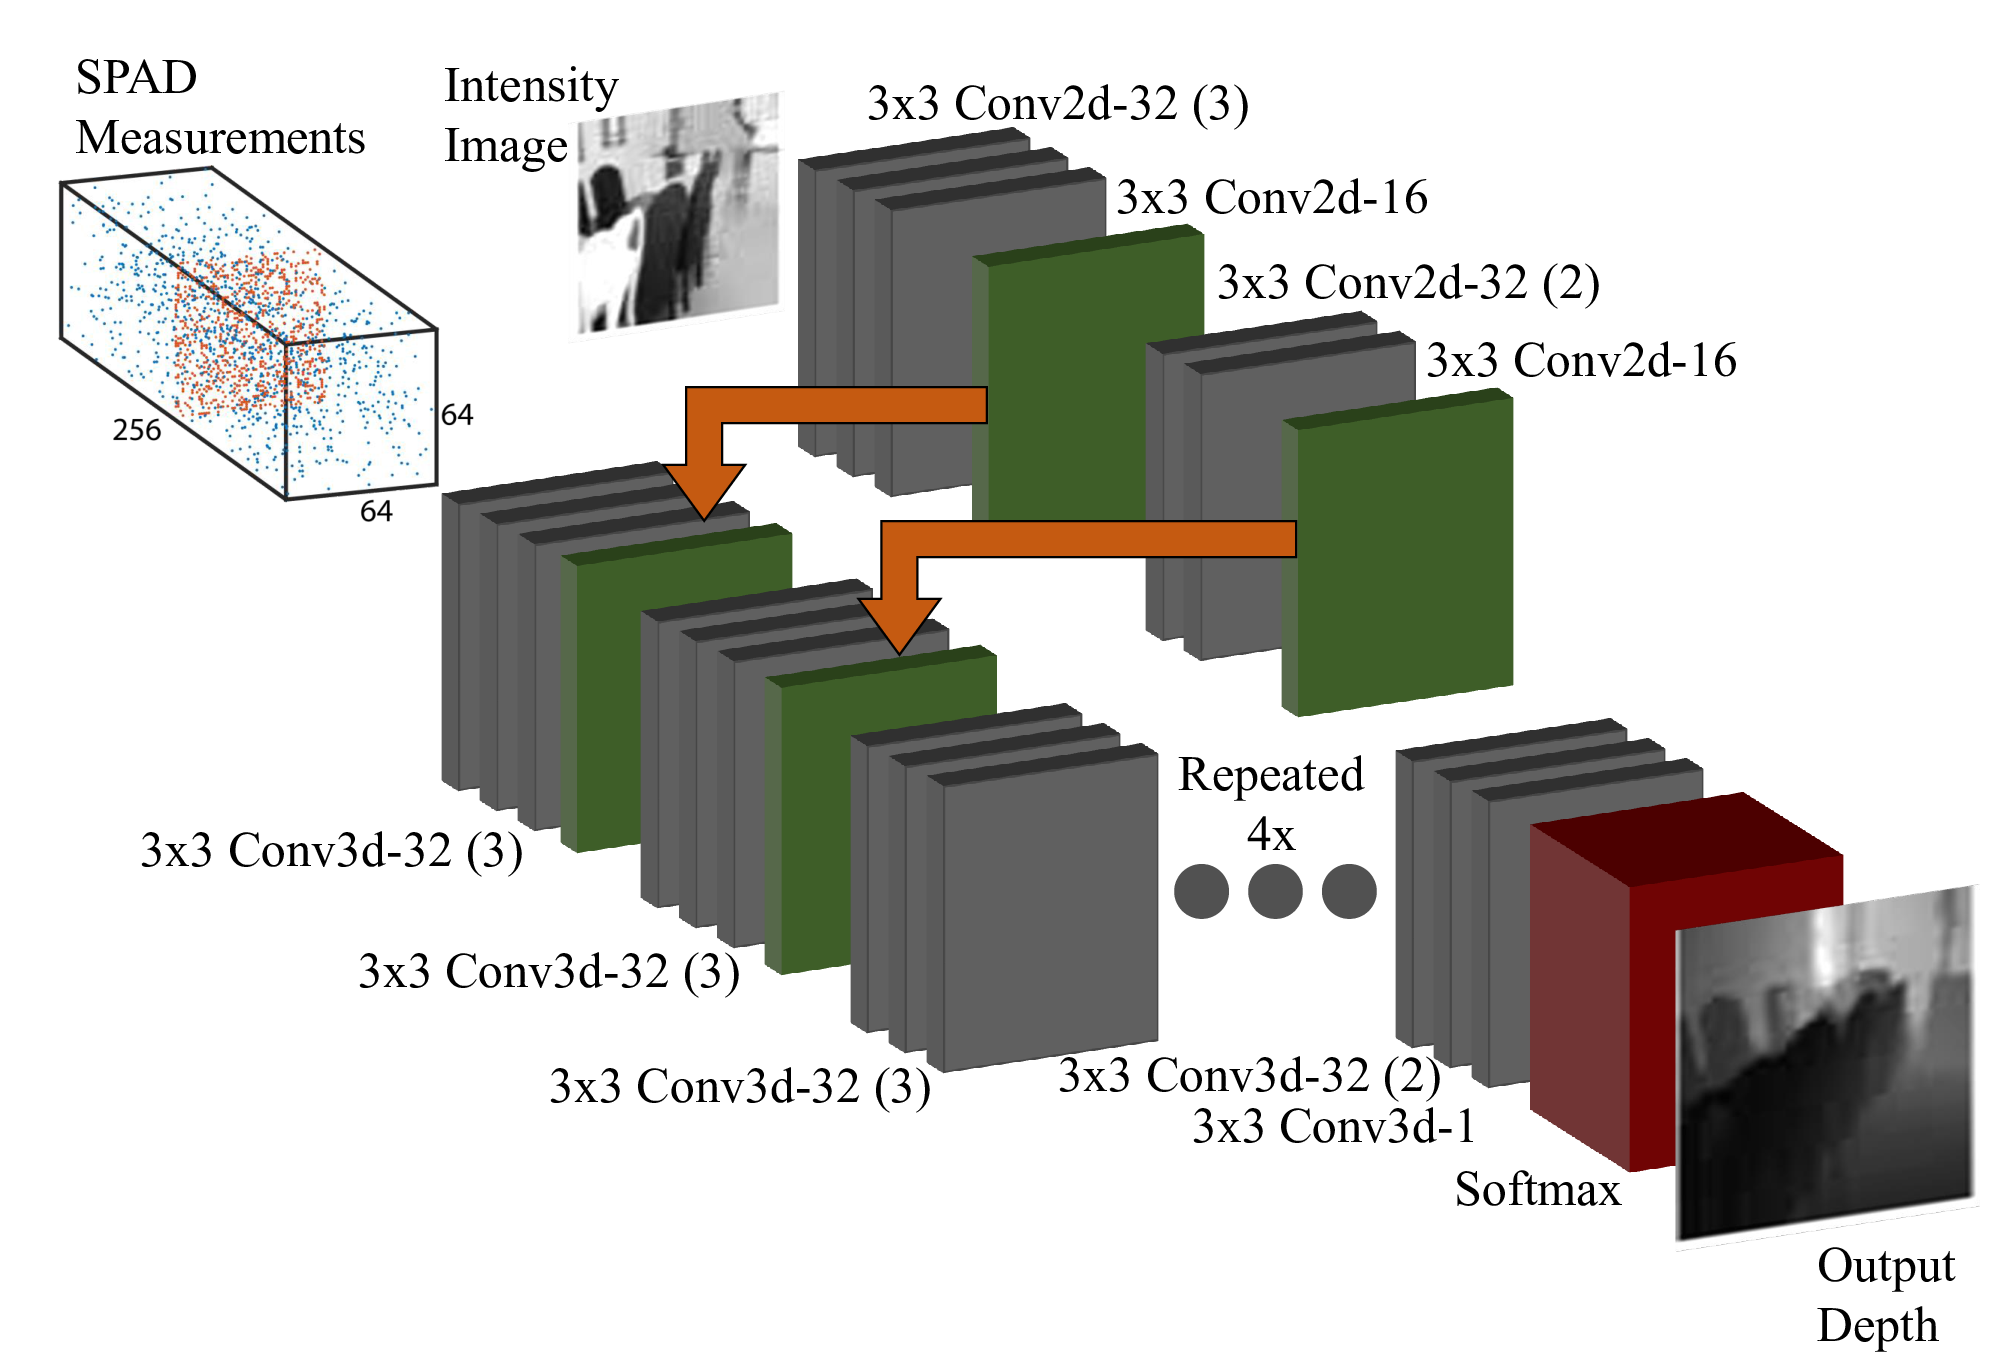 SPAD
Measurements
Intensity
Image
3x3 Conv2d-32 (3)
3x3 Conv2d-16
3x3 Conv2d-32 (2)
3x3 Conv2d-16
256
64
64
3x3 Conv3d-32 (3)
3x3 Conv3d-32 (3)
3x3 Conv3d-32 (3)
Repeated
4x
3x3 Conv3d-32 (2)
3x3 Conv3d-1
Softmax
Output
Depth